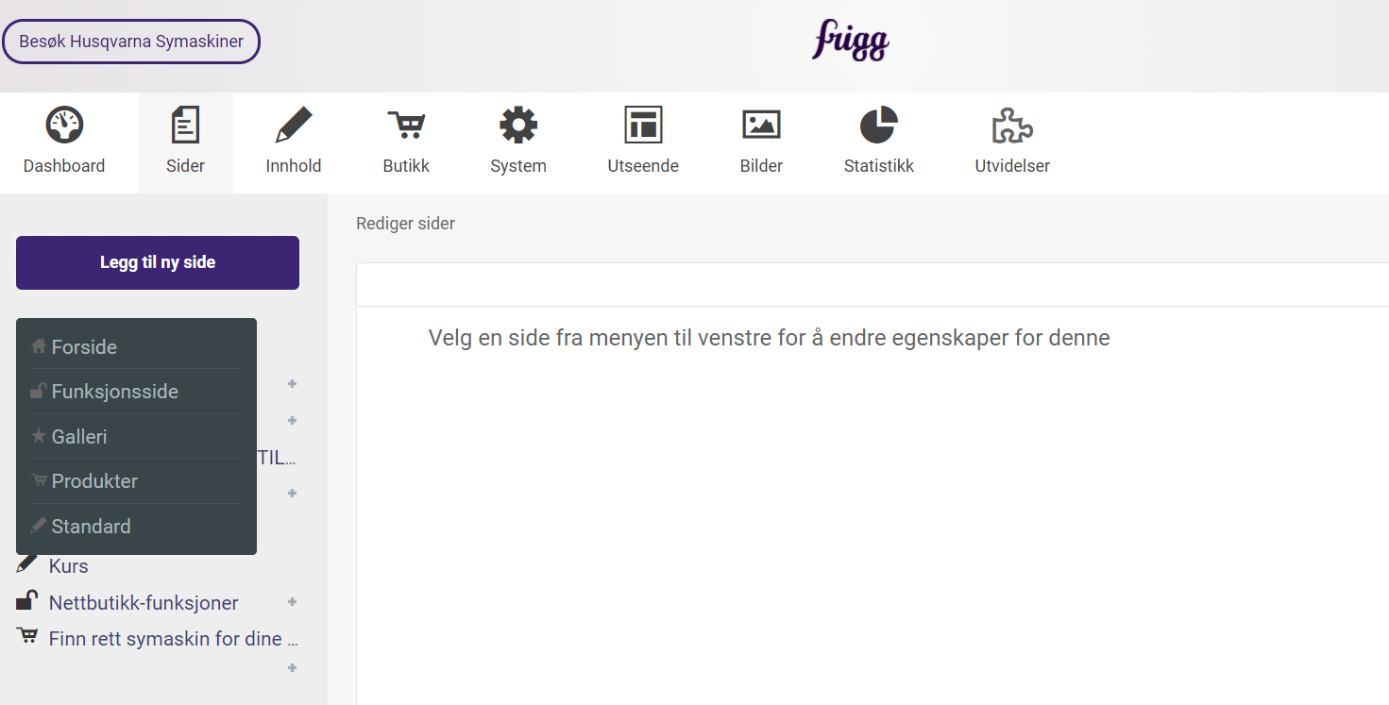 Besøk Husqvarna Symaskiner
frigg
Dashboard
Sider
Innhold
Butikk
System
Utseende
Bilder
Statistikk
Utvidelser
Legg til ny side
Rediger sider
Velg en side fra menyen til venstre for å endre egenskaper for denne
Forside
Funksjonsside
Galleri
TIL...
Produkter
Standard
Kurs
Nettbutikk-funksjoner
Finn rett symaskin for dine ...